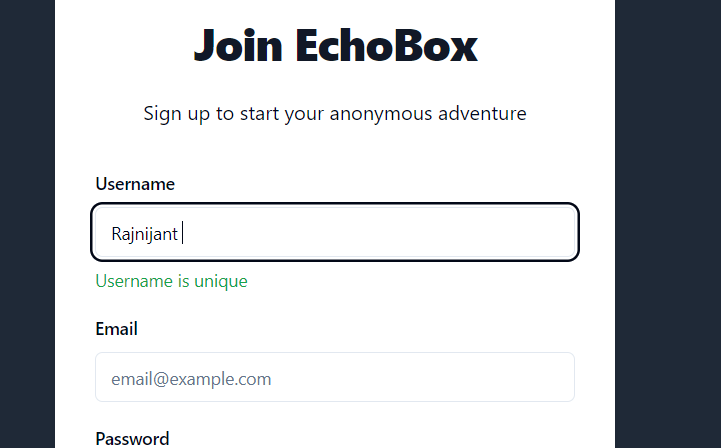 Join EchoBox
Sign up to start your anonymous adventure
Username
Rajnijant
Username is unique
Email
email@example.com
Password